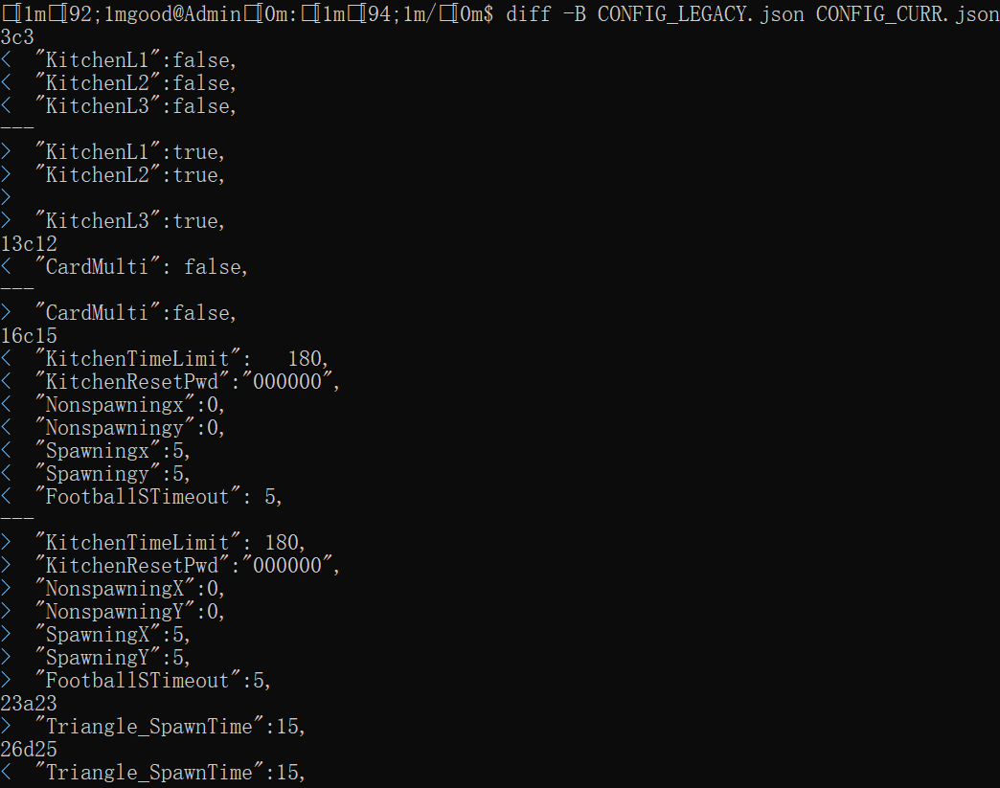 □[1m□[92;1mgood@Admin□[0m:□[1m□[94;1m/□[0m$ diff -B CONFIG_LEGACY.json CONFIG_CURR.json
3c3
<  "KitchenL1":false,
<  "KitchenL2":false,
<  "KitchenL3":false,
---
>  "KitchenL1":true,
>  "KitchenL2":true,
>
>  "KitchenL3":true,
13c12
<  "CardMulti": false,
---
>  "CardMulti":false,
16c15
<  "KitchenTimeLimit":   180,
<  "KitchenResetPwd":"000000",
<  "Nonspawningx":0,
<  "Nonspawningy":0,
<  "Spawningx":5,
<  "Spawningy":5,
<  "FootballSTimeout": 5,
---
>  "KitchenTimeLimit": 180,
>  "KitchenResetPwd":"000000",
>  "NonspawningX":0,
>  "NonspawningY":0,
>  "SpawningX":5,
>  "SpawningY":5,
>  "FootballSTimeout":5,
23a23
>  "Triangle_SpawnTime":15,
26d25
<  "Triangle_SpawnTime":15,